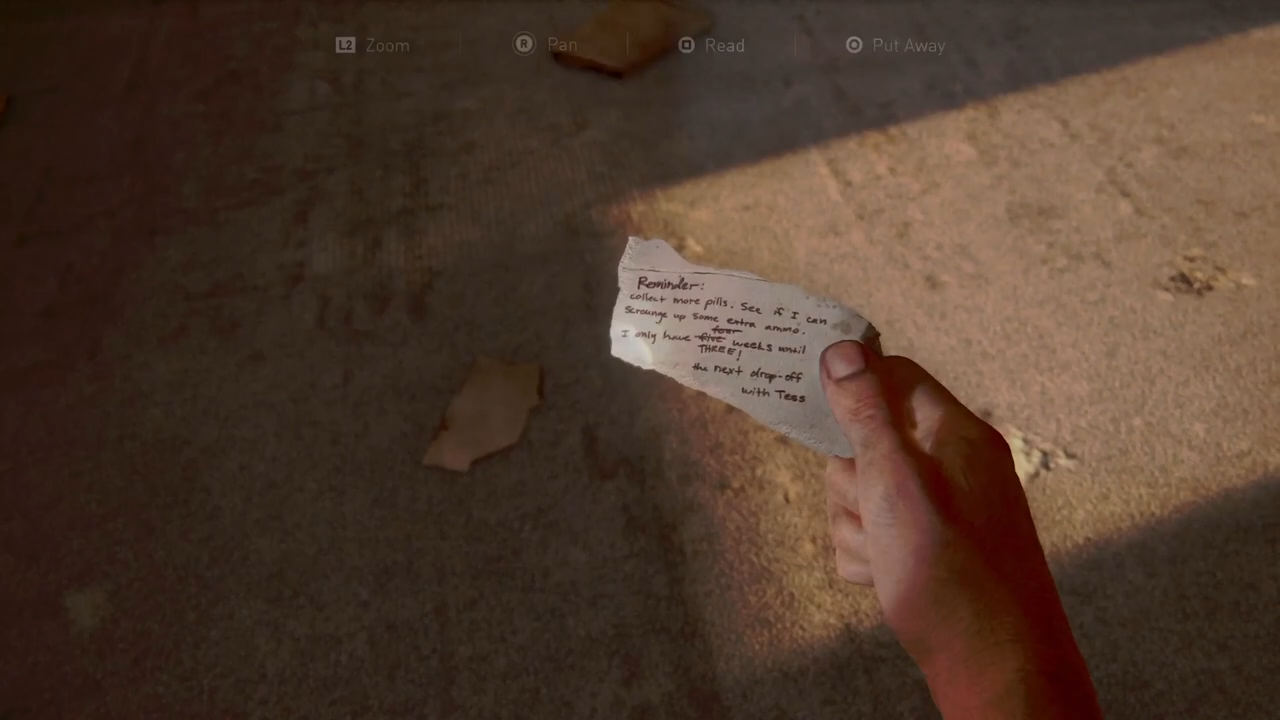 L2 Zoom R Pan Read Put Away
Reminder:
collect more pills. See if I can
scrounge up some extra ammo.
four
I only have five weeks until
THREE!
the next drop-off
with Tess